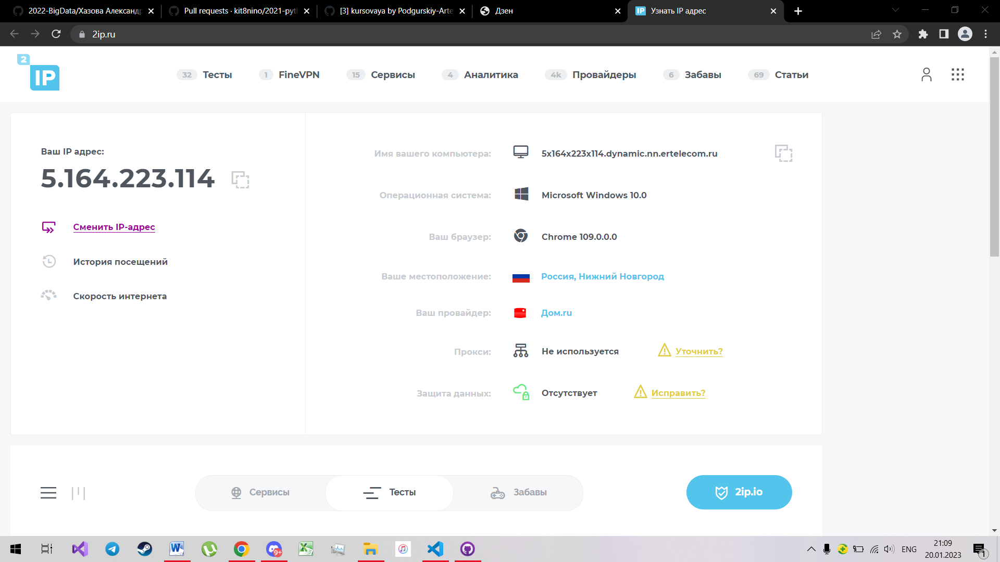 2022-BigData/Хазова Александр
Pull requests · kit8nino/2021-pyt
[3] kursovaya by Podgurskiy-Arte
Дзен
IP Узнать IP адрес
2ip.ru
2 IP
32 Тесты
1 FineVPN
15 Сервисы
4 Аналитика
4k Провайдеры
6 Забавы
69 Статьи
Ваш IP адрес:
5.164.223.114
Сменить IP-адрес
История посещений
Скорость интернета
Имя вашего компьютера: 5x164x223x114.dynamic.nn.ertelecom.ru
Операционная система: Microsoft Windows 10.0
Ваш браузер: Chrome 109.0.0.0
Ваше местоположение: Россия, Нижний Новгород
Ваш провайдер: Дом.ru
Прокси: Не используется Уточнить?
Защита данных: Отсутствует Исправить?
Сервисы
Тесты
Забавы
2ip.io
9+
ENG
21:09
20.01.2023
1